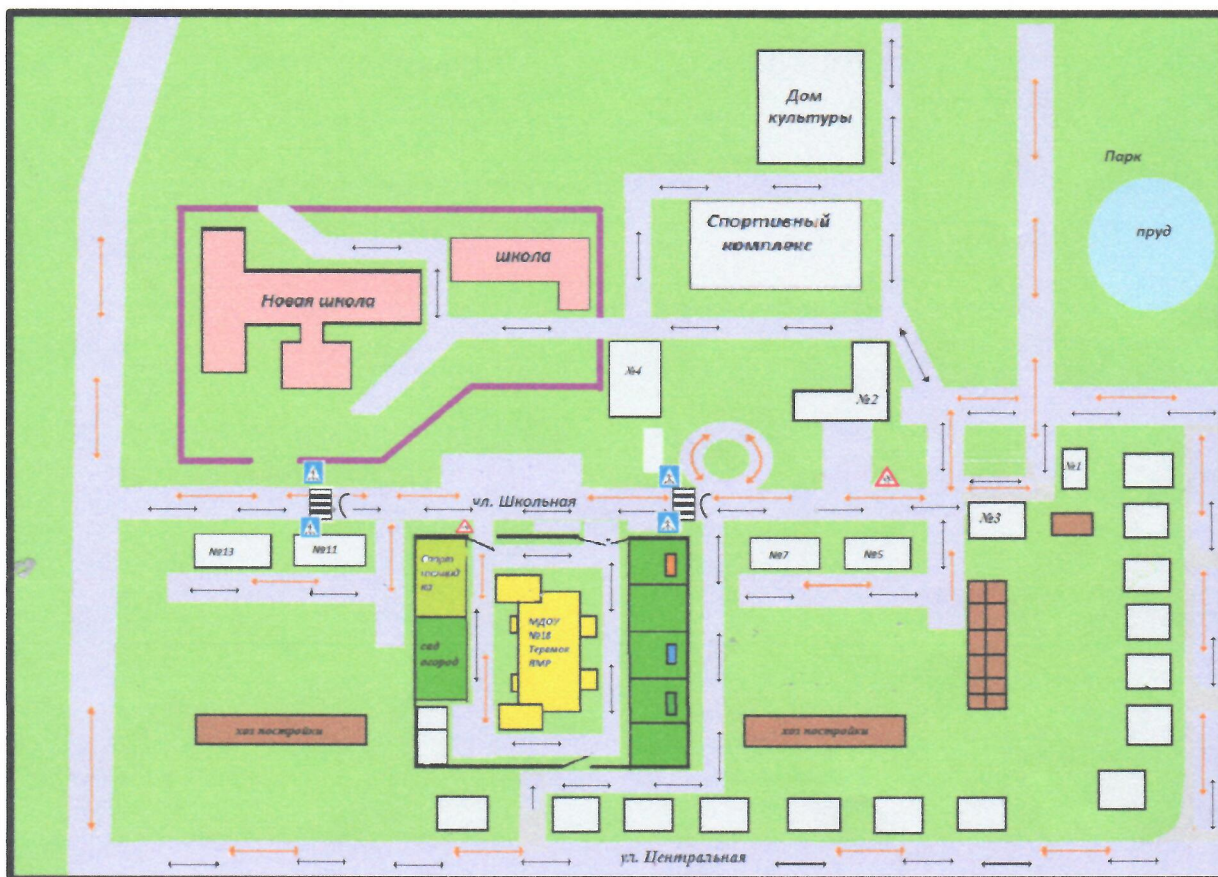 Дом
культуры
Парк
Спортивный
комплекс
пруд
школа
Новая школа
№4
№2
№1
ул. Школьная
№3
№13
№11
№7
№5
МДОУ
№18
Теремок
ЯМР
сад
огород
хоз постройки
хоз постройки
ул. Центральная